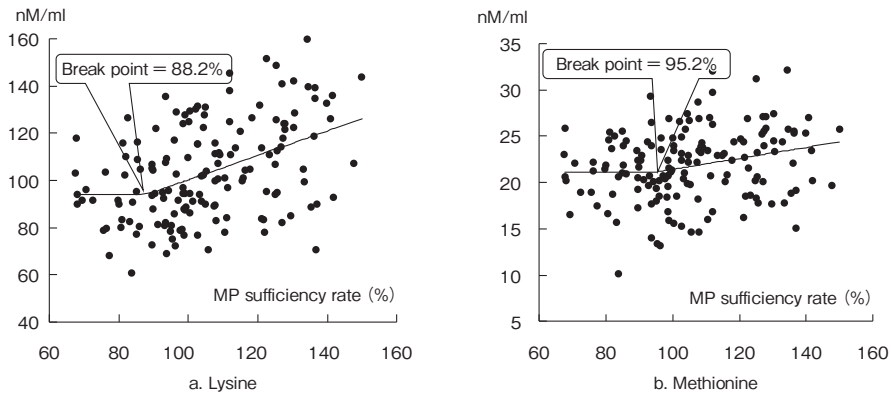 nM/ml
160
140
120
100
80
60
40
60 80 100 120 140 160
Break point = 88.2%
MP sufficiency rate (%)
a. Lysine
nM/ml
35
30
25
20
15
10
5
60 80 100 120 140 160
Break point = 95.2%
MP sufficiency rate (%)
b. Methionine